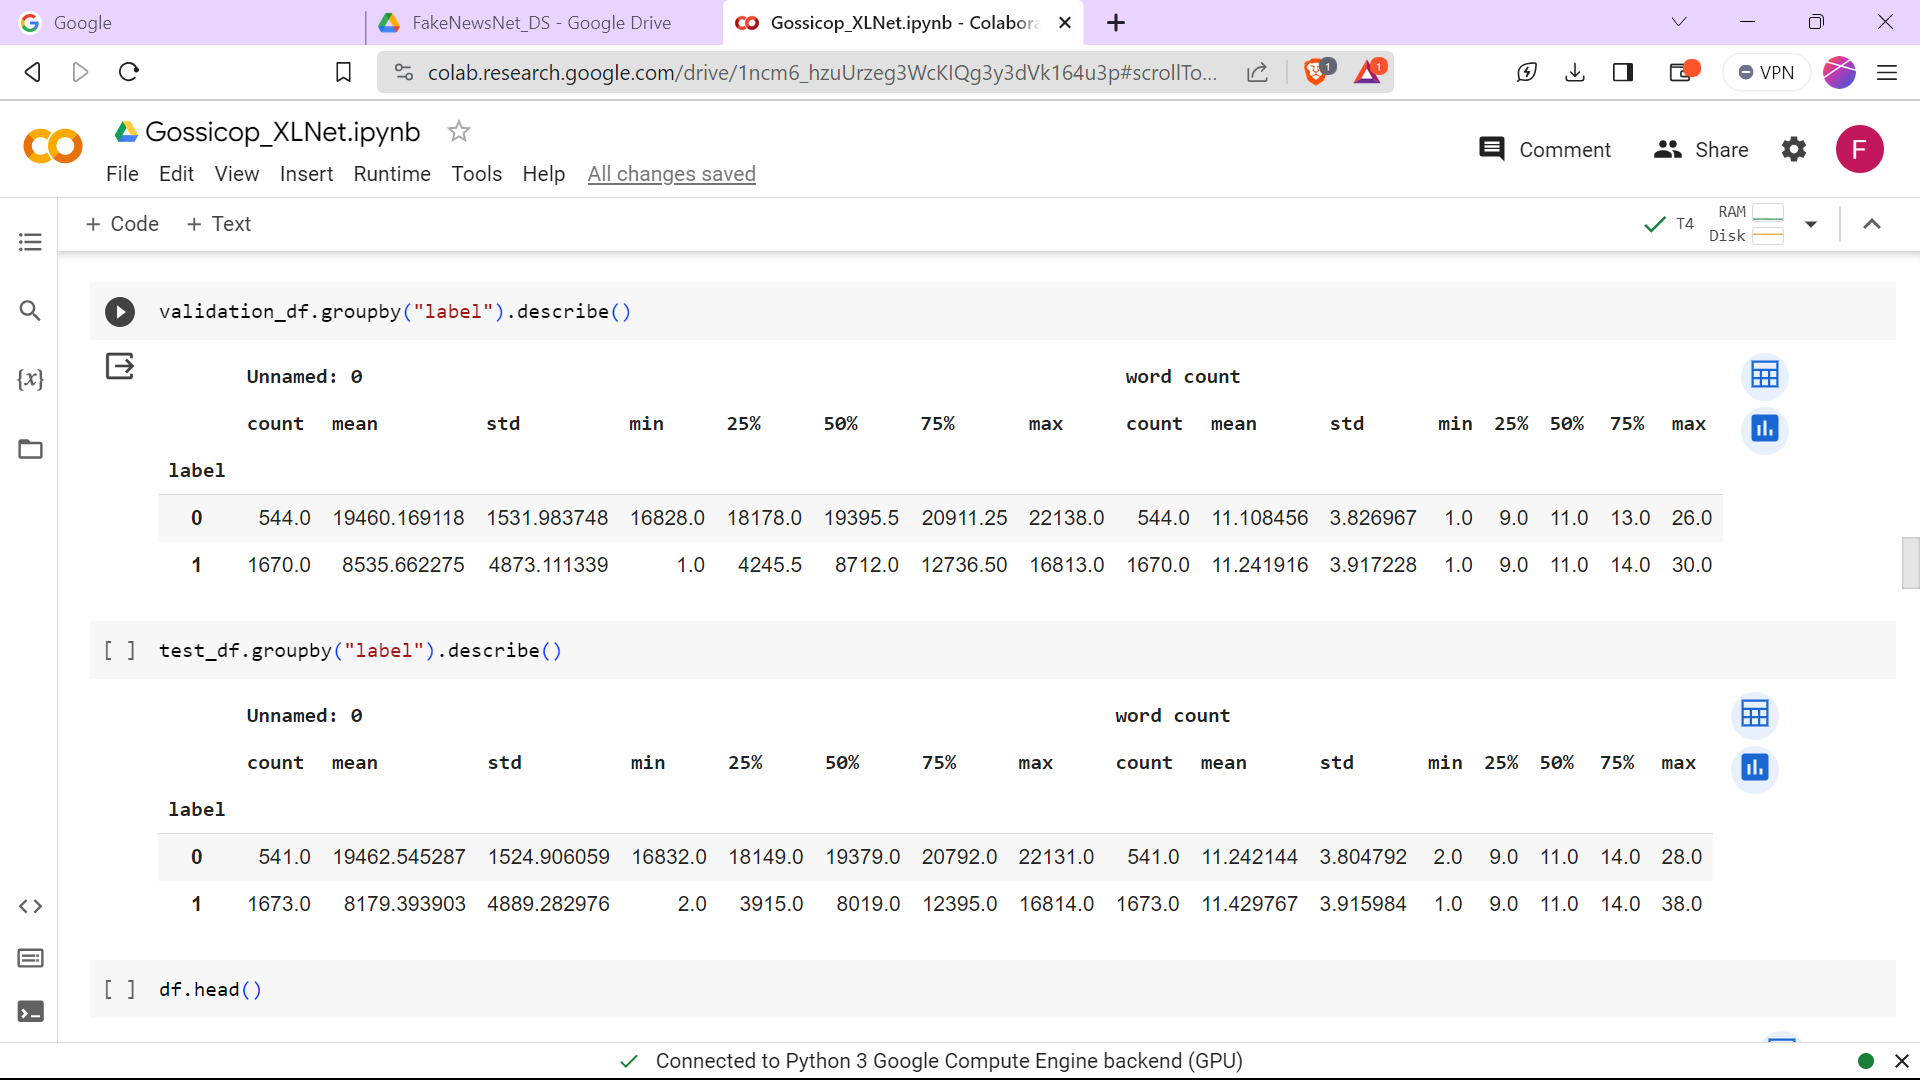 Google
FakeNewsNet_DS - Google Drive
Gossicop_XLNet.ipynb - Colabora
colab.research.google.com/drive/1ncm6_hzuUrzeg3WcKIQg3y3dVk164u3p#scrollTo...
1
1
VPN
Gossicop_XLNet.ipynb
Comment
Share
F
File Edit View Insert Runtime Tools Help All changes saved
+ Code + Text
T4
RAM
Disk
{x}
validation_df.groupby("label").describe()
Unnamed: 0 word count
count mean std min 25% 50% 75% max count mean std min 25% 50% 75% max
label
0 544.0 19460.169118 1531.983748 16828.0 18178.0 19395.5 20911.25 22138.0 544.0 11.108456 3.826967 1.0 9.0 11.0 13.0 26.0
1 1670.0 8535.662275 4873.111339 1.0 4245.5 8712.0 12736.50 16813.0 1670.0 11.241916 3.917228 1.0 9.0 11.0 14.0 30.0
[ ] test_df.groupby("label").describe()
Unnamed: 0 word count
count mean std min 25% 50% 75% max count mean std min 25% 50% 75% max
label
0 541.0 19462.545287 1524.906059 16832.0 18149.0 19379.0 20792.0 22131.0 541.0 11.242144 3.804792 2.0 9.0 11.0 14.0 28.0
1 1673.0 8179.393903 4889.282976 2.0 3915.0 8019.0 12395.0 16814.0 1673.0 11.429767 3.915984 1.0 9.0 11.0 14.0 38.0
[ ] df.head()
Connected to Python 3 Google Compute Engine backend (GPU)